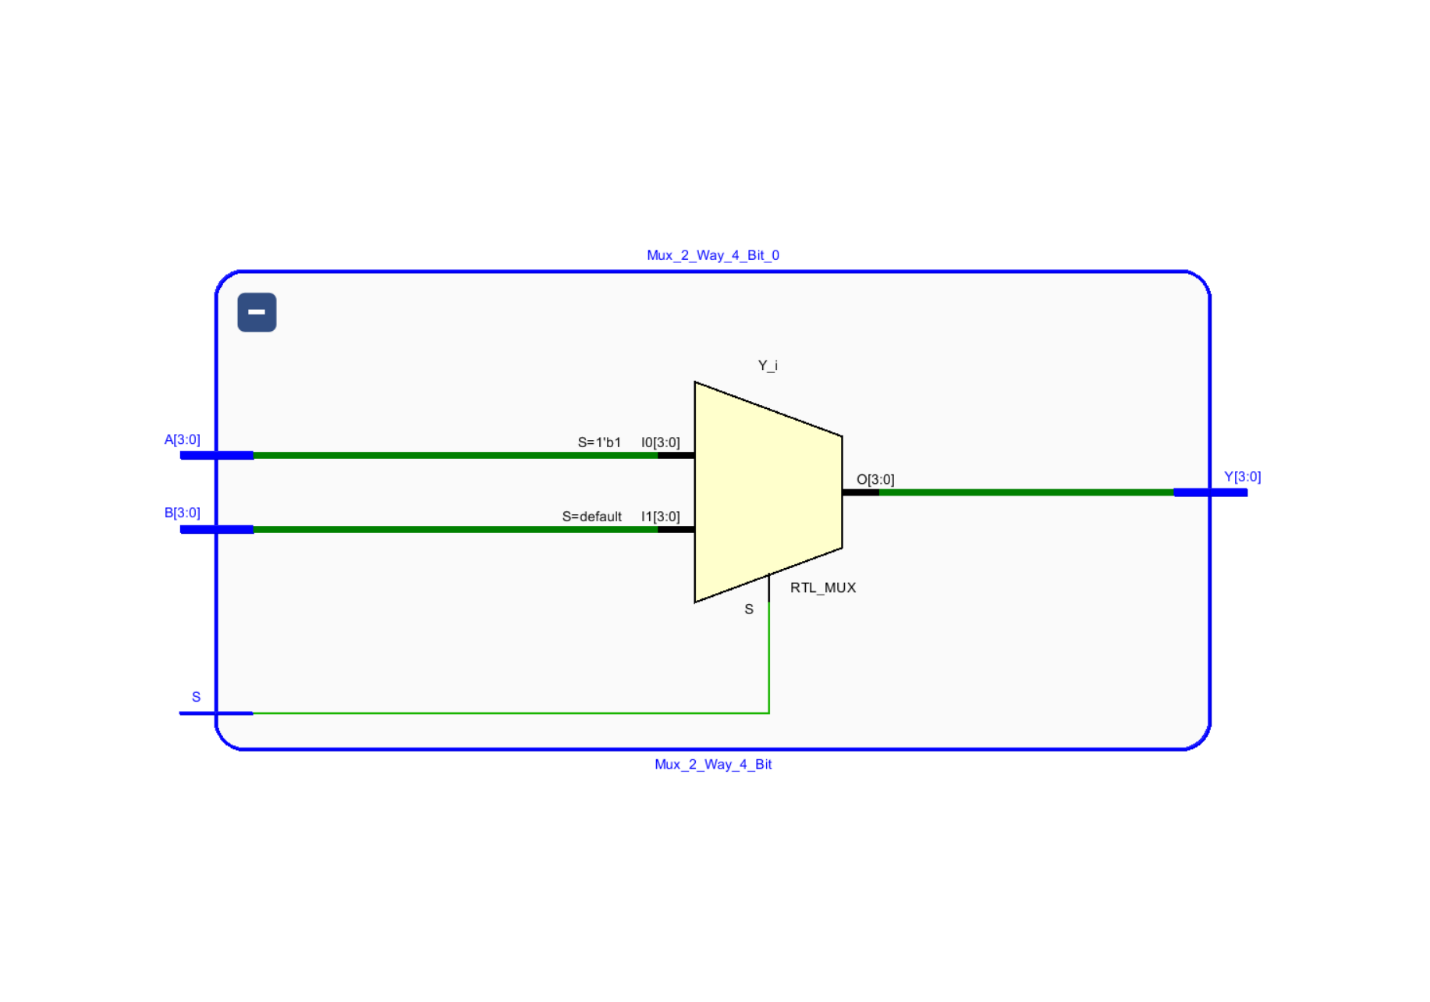 Mux_2_Way_4_Bit_0
Y_i
A[3:0]
S=1'b1 I0[3:0]
O[3:0]
Y[3:0]
B[3:0]
S=default I1[3:0]
RTL_MUX
S
S
Mux_2_Way_4_Bit